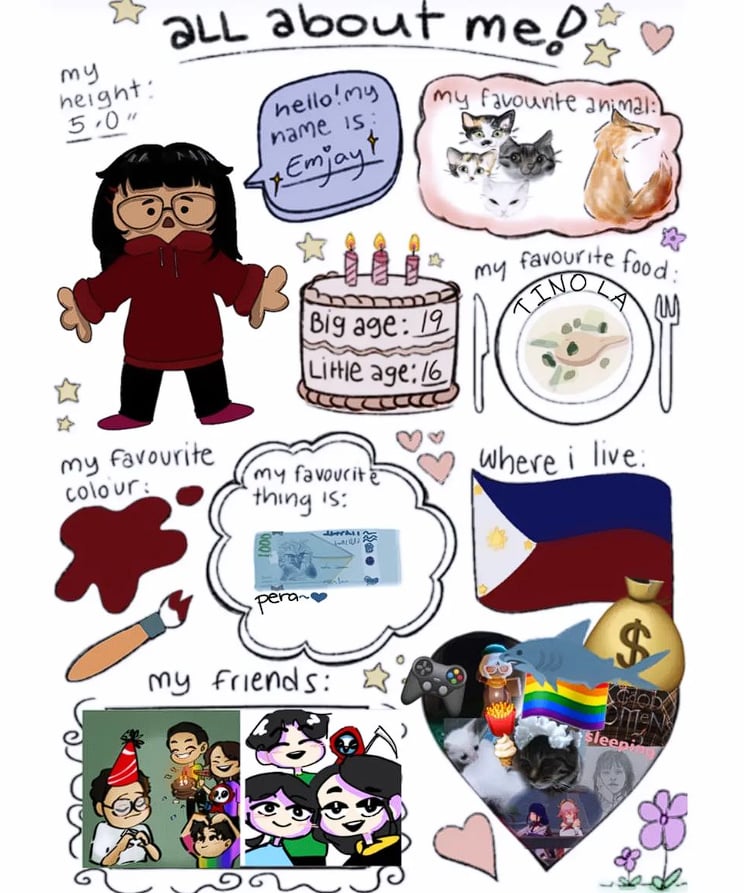 aLL about me!
my
height:
5'0"
hello! my
name is:
Emjay
my favourite animal:
my favourite food:
TINO LA
Big age: 19
Little age: 16
my favourite
colour:
my favourite
thing is:
1000
pera~
where i live:
$
my friends:
sleeping